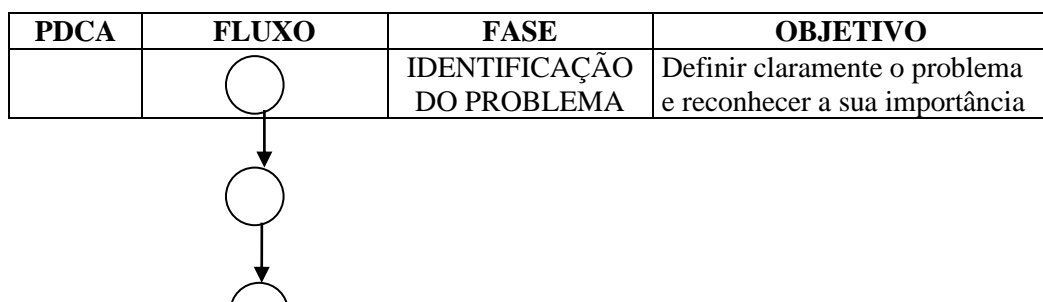 PDCA FLUXO FASE OBJETIVO
IDENTIFICAÇÃO DO PROBLEMA
Definir claramente o problema e reconhecer a sua importância